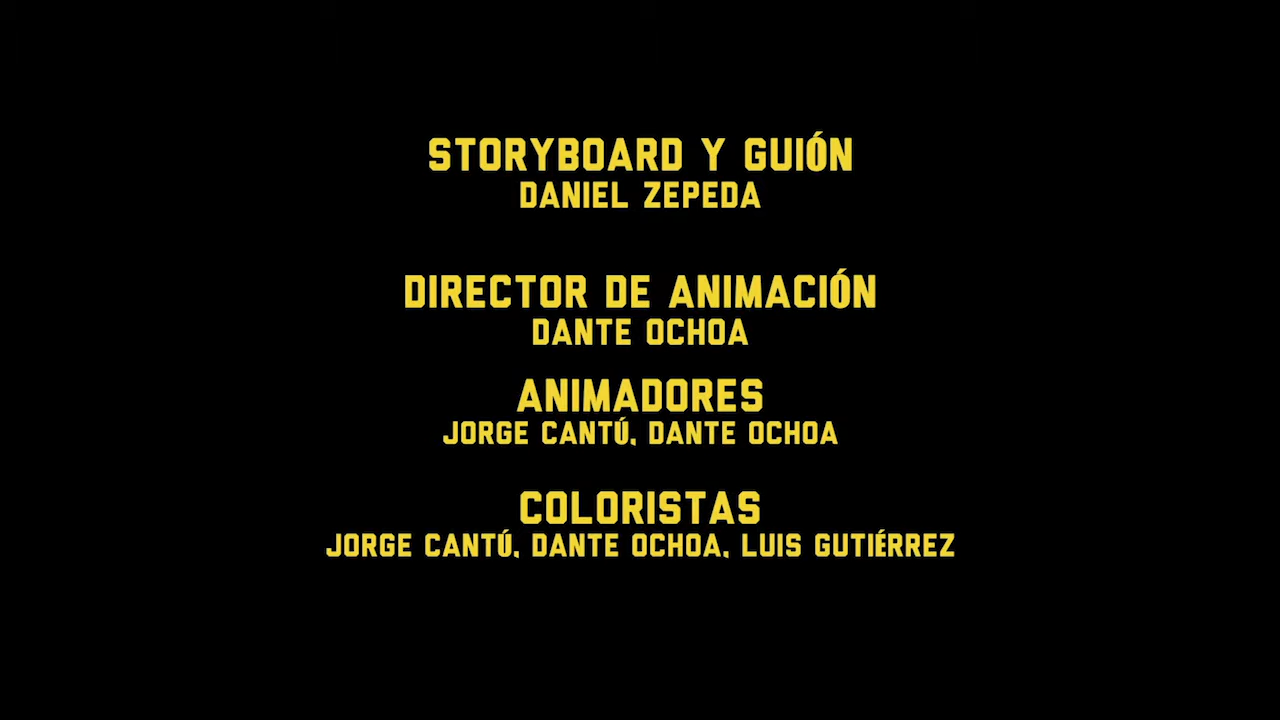 STORYBOARD Y GUIÓN
DANIEL ZEPEDA
DIRECTOR DE ANIMACIÓN
DANTE OCHOA
ANIMADORES
JORGE CANTÚ, DANTE OCHOA
COLORISTAS
JORGE CANTÚ, DANTE OCHOA, LUIS GUTIÉRREZ